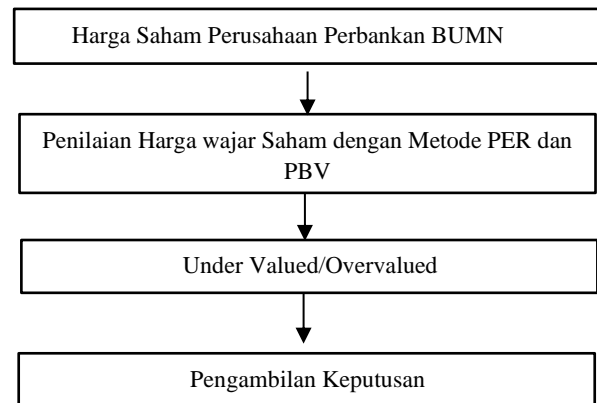 Harga Saham Perusahaan Perbankan BUMN
Penilaian Harga wajar Saham dengan Metode PER dan
PBV
Under Valued/Overvalued
Pengambilan Keputusan